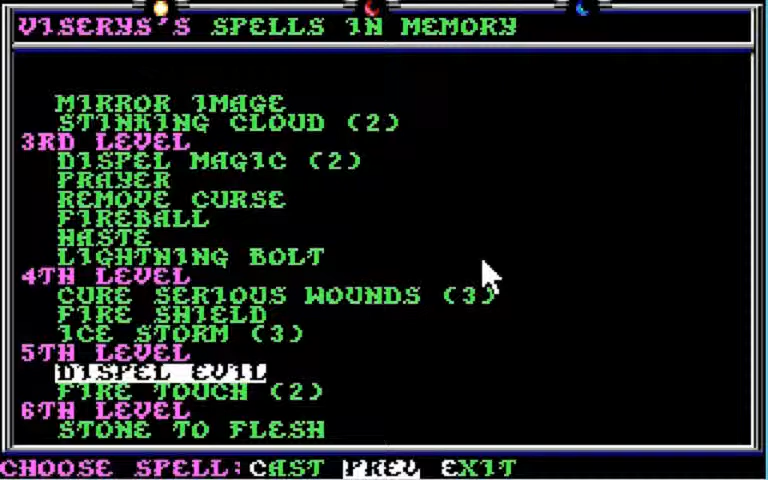 VISERYS'S SPELLS IN MEMORY
MIRROR IMAGE
STINKING CLOUD (2)
3RD LEVEL
DISPEL MAGIC (2)
PRAYER
REMOVE CURSE
FIREBALL
HASTE
LIGHTNING BOLT
4TH LEVEL
CURE SERIOUS WOUNDS (3)
FIRE SHIELD
ICE STORM (3)
5TH LEVEL
DISPEL EVIL
FIRE TOUCH (2)
6TH LEVEL
STONE TO FLESH
CHOOSE SPELL: CAST PREV EXIT